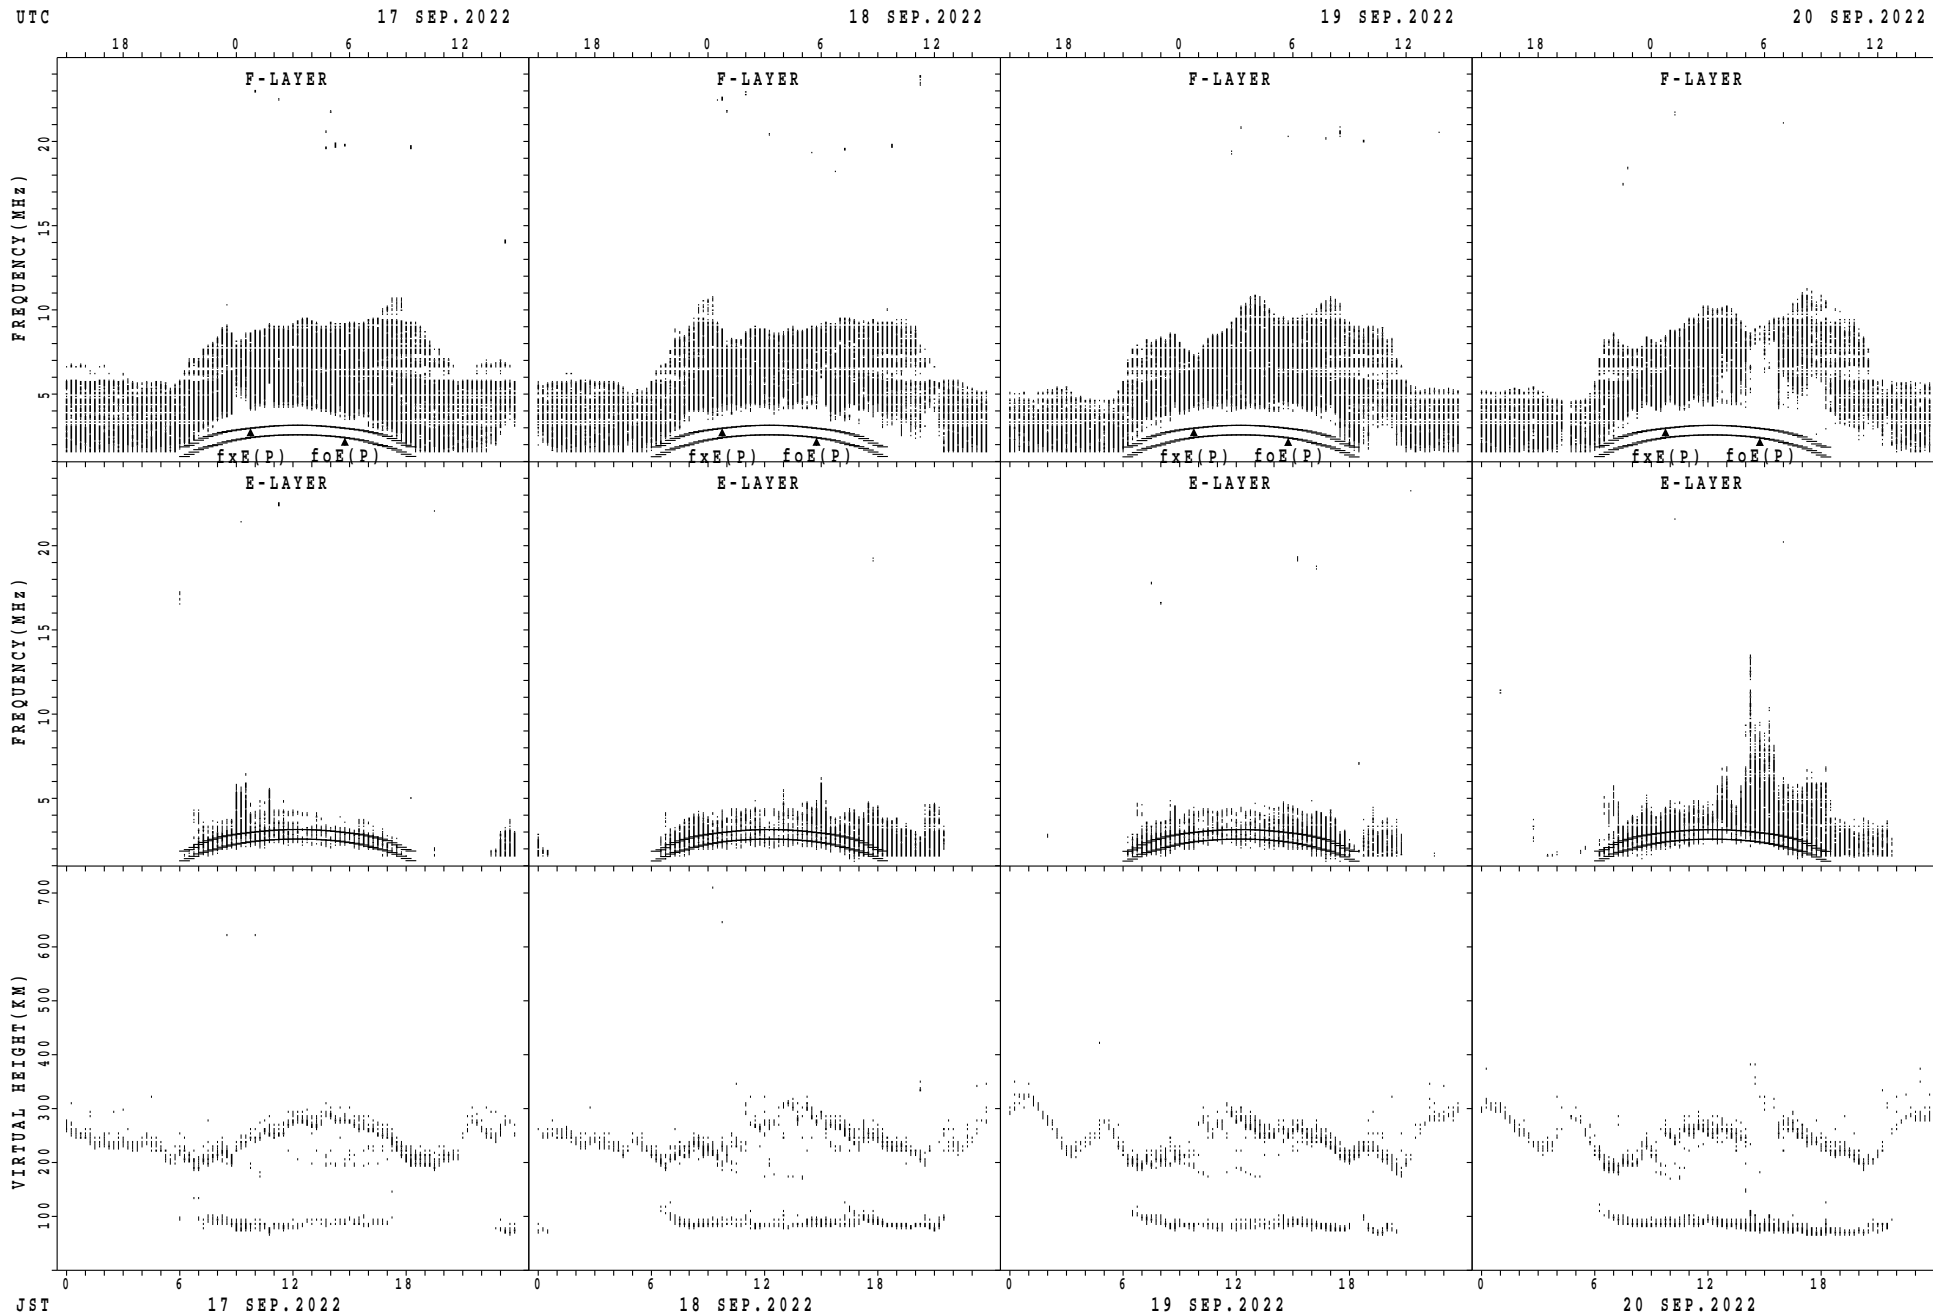 UTC 17 SEP.2022 18 SEP.2022 19 SEP.2022 20 SEP.2022
18 0 6 12 18 0 6 12 18 0 6 12 18 0 6 12
F-LAYER F-LAYER F-LAYER F-LAYER
FREQUENCY(MHz)
20
15
10
5
fxE(P) foE(P) fxE(P) foE(P) fxE(P) foE(P) fxE(P) foE(P)
E-LAYER E-LAYER E-LAYER E-LAYER
FREQUENCY(MHz)
20
15
10
5
VIRTUAL HEIGHT(KM)
700
600
500
400
300
200
100
0 6 12 18 0 6 12 18 0 6 12 18 0 6 12 18
JST 17 SEP.2022 18 SEP.2022 19 SEP.2022 20 SEP.2022